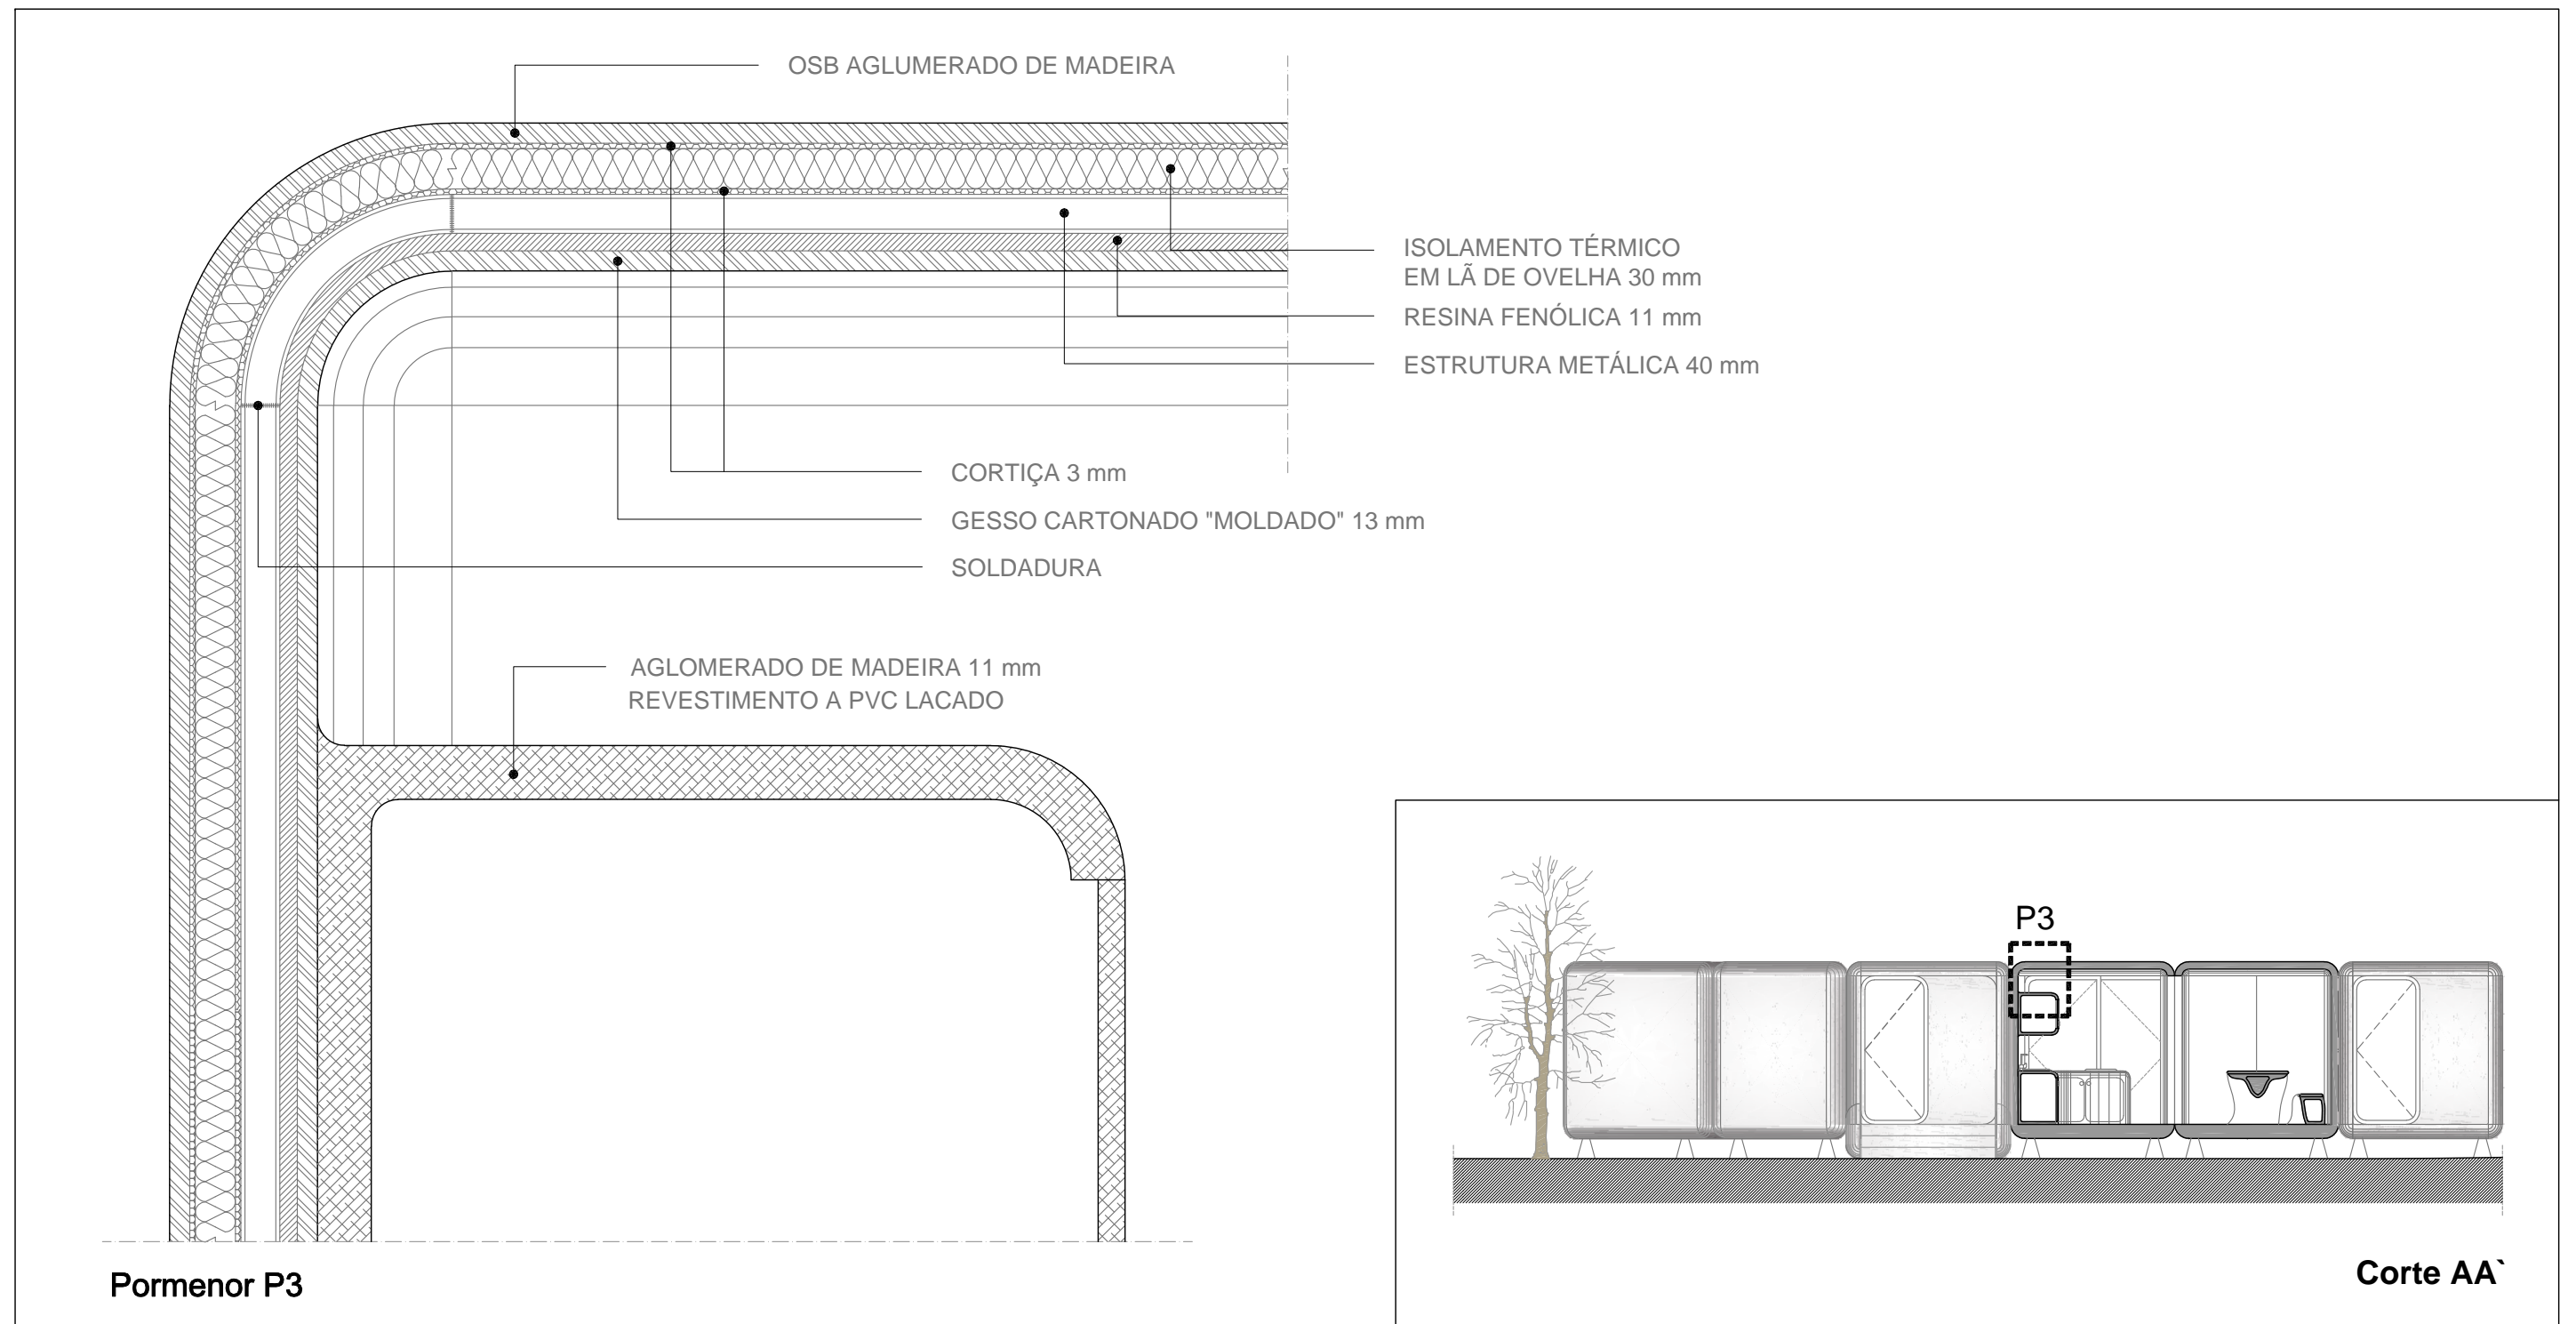 OSB AGLUMERADO DE MADEIRA
ISOLAMENTO TÉRMICO
EM LÃ DE OVELHA 30 mm
RESINA FENÓLICA 11 mm
ESTRUTURA METÁLICA 40 mm
CORTIÇA 3 mm
GESSO CARTONADO "MOLDADO" 13 mm
SOLDADURA
AGLOMERADO DE MADEIRA 11 mm
REVESTIMENTO A PVC LACADO
P3
Pormenor P3
Corte AA`